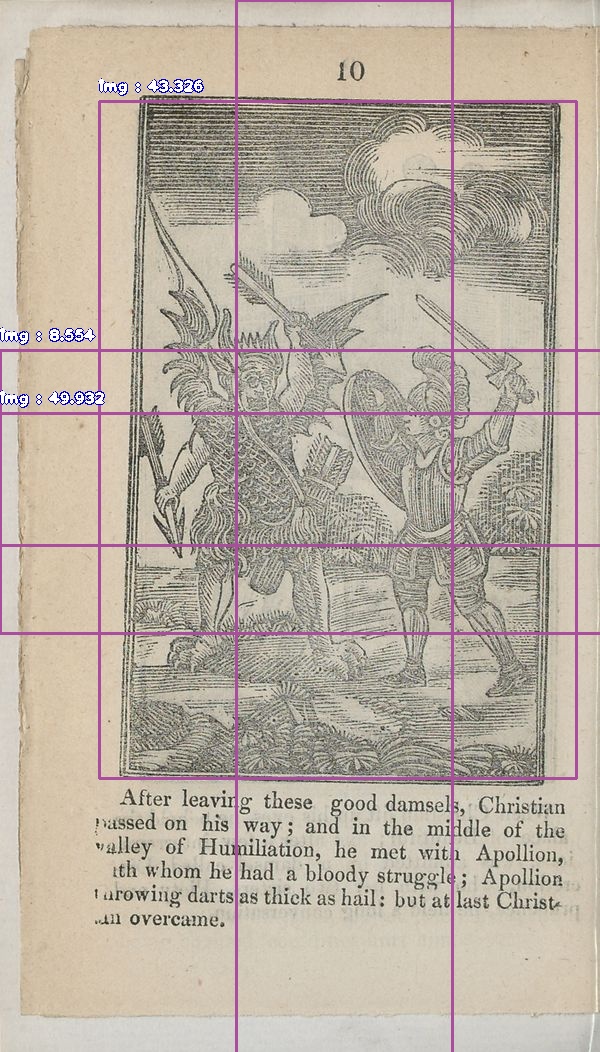 10
img : 43.326
img : 8.554
img : 49.932
After leaving these good damsels, Christian
passed on his way; and in the middle of the
valley of Humiliation, he met with Apollion,
ith whom he had a bloody struggle; Apollion
throwing darts as thick as hail: but at last Christ-
an overcame.